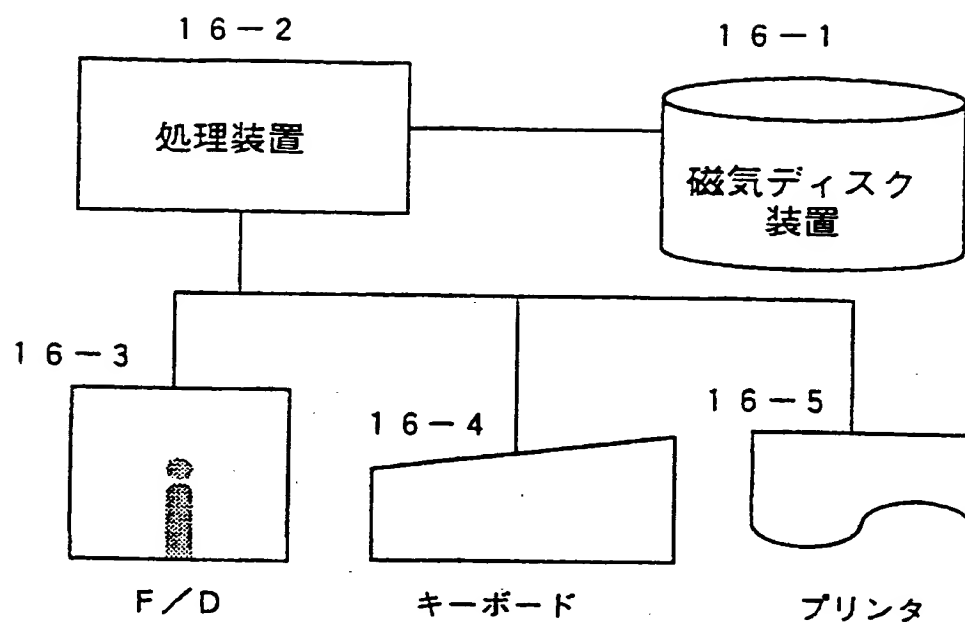 １６－２
１６－１
処理装置
磁気ディスク
装置
１６－３
１６－４
１６－５
Ｆ／Ｄ
キーボード
プリンタ